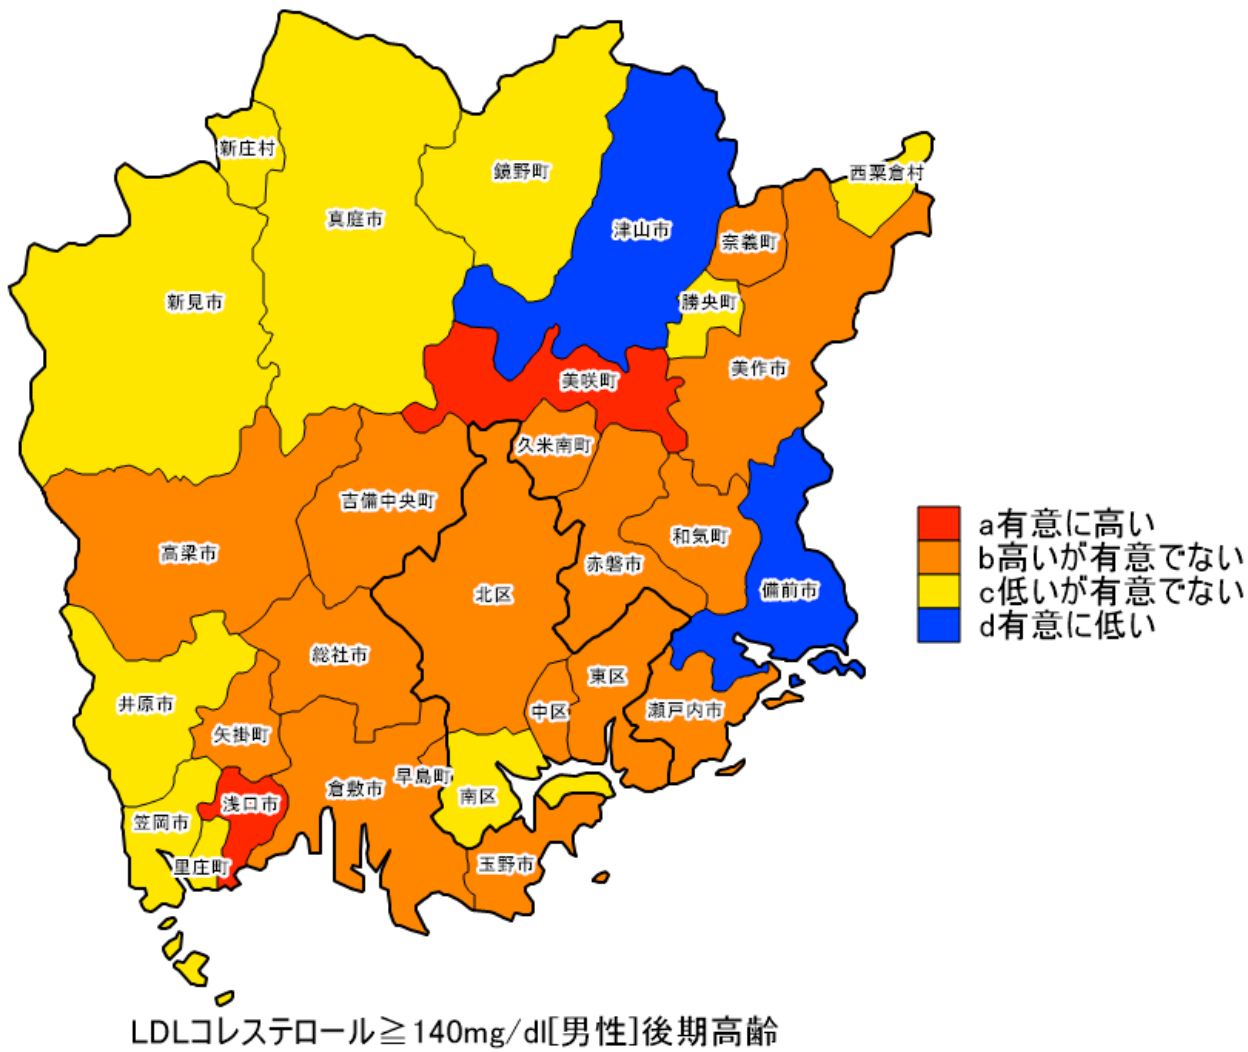 新庄村
鏡野町
西粟倉村
真庭市
津山市
奈義町
新見市
勝央町
美作市
美咲町
久米南町
吉備中央町
高梁市
和気町
赤磐市
北区
備前市
総社市
東区
井原市
中区
瀬戸内市
矢掛町
早島町
倉敷市
南区
浅口市
笠岡市
里庄町
玉野市
a有意に高い
b高いが有意でない
c低いが有意でない
d有意に低い
LDLコレステロール≧140mg/dl[男性]後期高齢